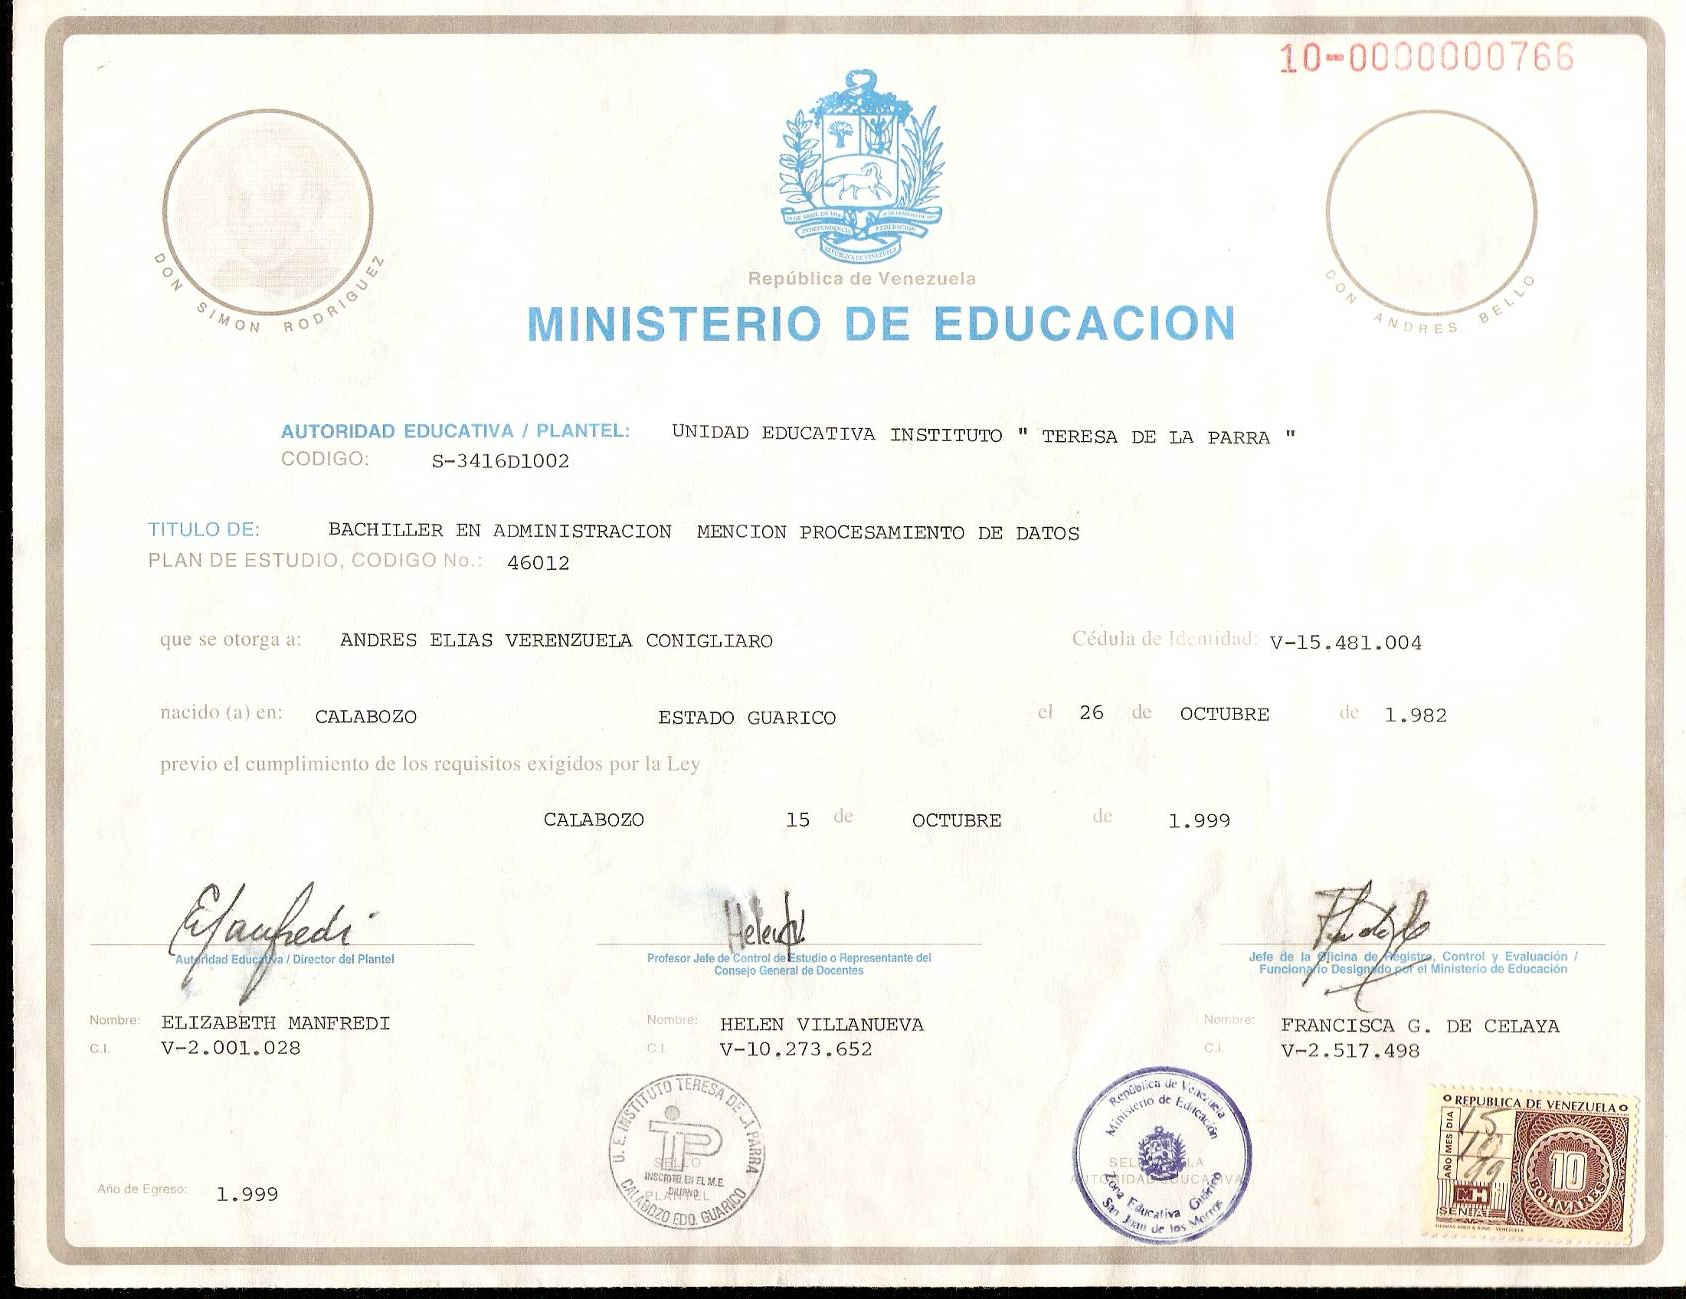 10-0000000766
DON SIMON RODRIGUEZ
DON ANDRES BELLO
República de Venezuela
MINISTERIO DE EDUCACION
AUTORIDAD EDUCATIVA / PLANTEL: UNIDAD EDUCATIVA INSTITUTO " TERESA DE LA PARRA "
CODIGO: S-3416D1002
TITULO DE: BACHILLER EN ADMINISTRACION MENCION PROCESAMIENTO DE DATOS
PLAN DE ESTUDIO, CODIGO No.: 46012
que se otorga a: ANDRES ELIAS VERENZUELA CONIGLIARO Cédula de Identidad: V-15.481.004
nacido (a) en: CALABOZO ESTADO GUARICO el 26 de OCTUBRE de 1.982
previo el cumplimiento de los requisitos exigidos por la Ley
CALABOZO 15 de OCTUBRE de 1.999
Autoridad Educativa / Director del Plantel
Profesor Jefe de Control de Estudio o Representante del
Consejo General de Docentes
Jefe de la Oficina de Registro, Control y Evaluación /
Funcionario Designado por el Ministerio de Educación
Nombre: ELIZABETH MANFREDI
C.I. V-2.001.028
Nombre: HELEN VILLANUEVA
C.I. V-10.273.652
Nombre: FRANCISCA G. DE CELAYA
C.I. V-2.517.498
Año de Egreso: 1.999
U. E. INSTITUTO TERESA DE LA PARRA
SELLO
INSCRITO EN EL M.E.
PLANTEL
CALABOZO EDO. GUARICO
República de Venezuela
Ministerio de Educación
Zona Educativa Guárico
San Juan de los Morros
REPUBLICA DE VENEZUELA
AÑO MES DIA
15
10
99
10
BOLIVARES
MH
SENIAT